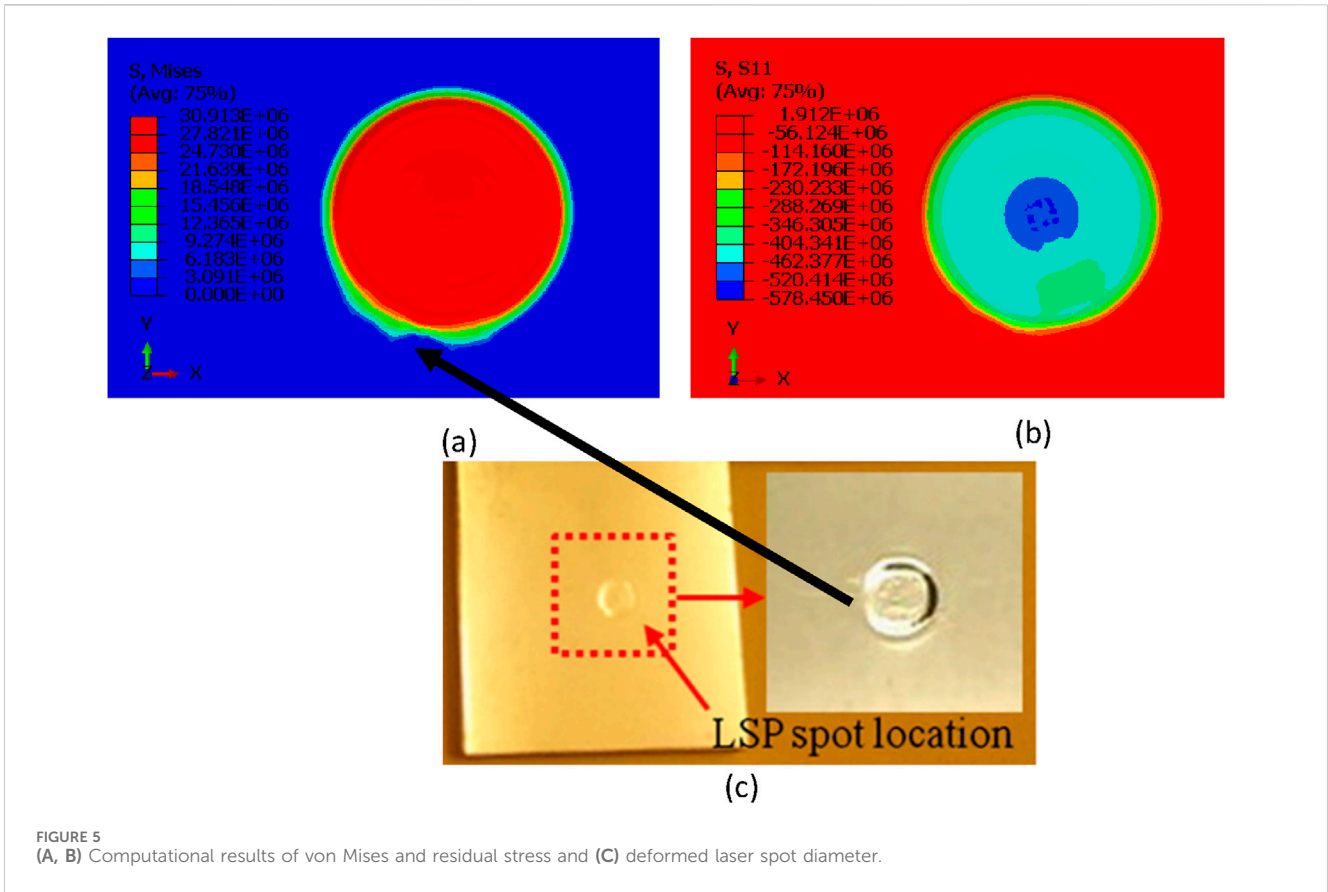 S, Mises
(Avg: 75%)
30.913E+06
27.821E+06
24.730E+06
21.639E+06
18.548E+06
15.456E+06
12.365E+06
9.274E+06
6.183E+06
3.091E+06
0.000E+00
Y
Z X
(a)
S, S11
(Avg: 75%)
1.912E+06
-56.124E+06
-114.160E+06
-172.196E+06
-230.233E+06
-288.269E+06
-346.305E+06
-404.341E+06
-462.377E+06
-520.414E+06
-578.450E+06
Y
Z X
(b)
LSP spot location
(c)
FIGURE 5
(A, B) Computational results of von Mises and residual stress and (C) deformed laser spot diameter.